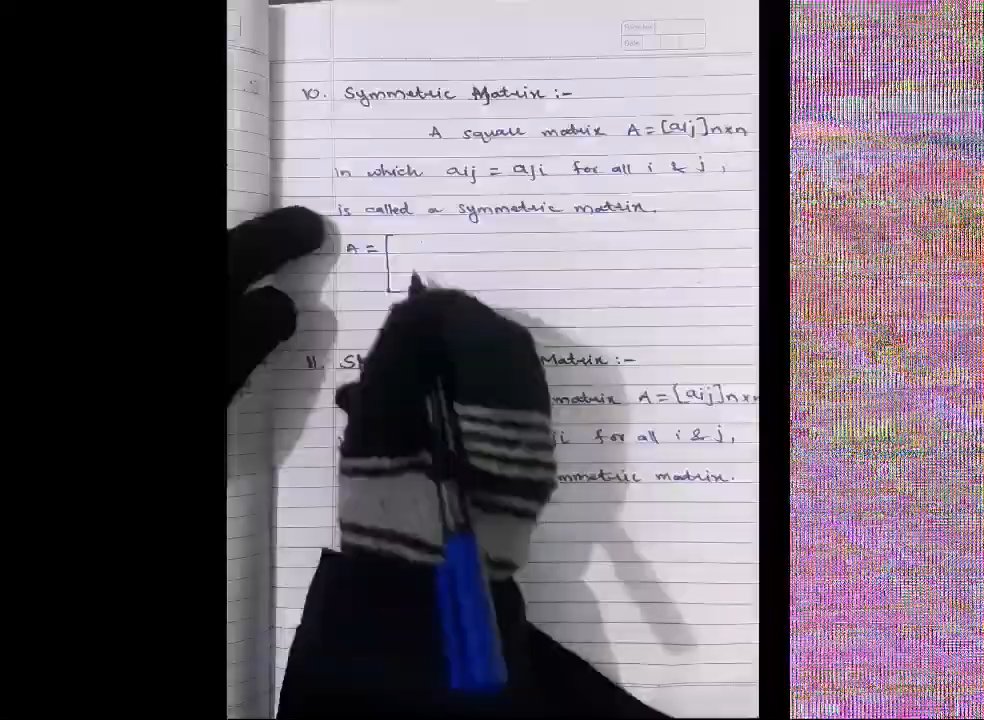 10. Symmetric Matrix :-
A square matrix A = [aij]n×n
in which aij = aji for all i & j,
is called a symmetric matrix.
A = [
11. Matrix :-
matrix A = [aij]n×n
for all i & j,
matrix.
Date